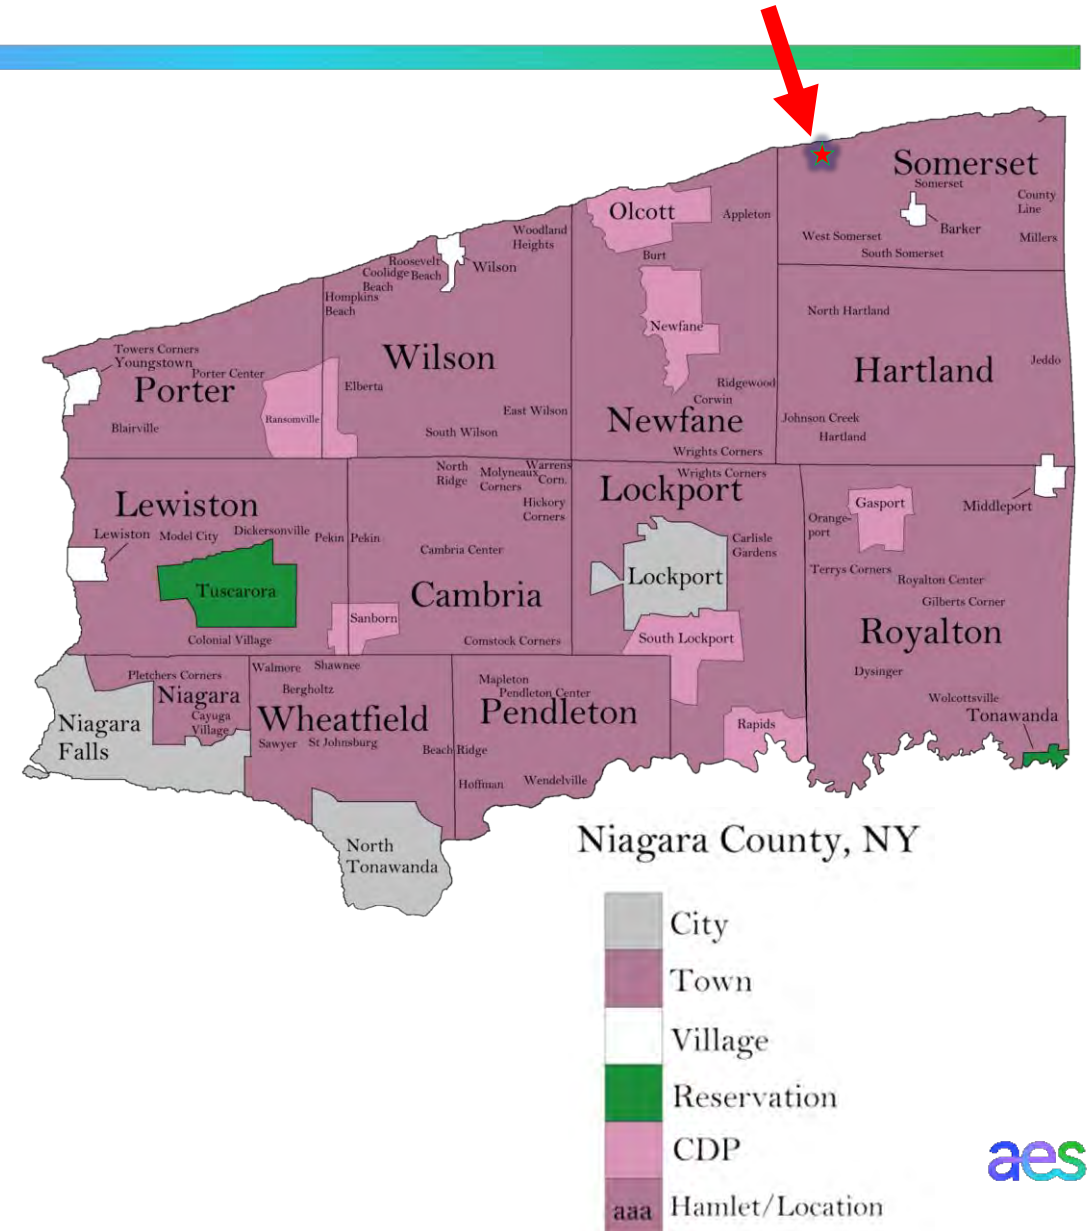 Somerset
Somerset
County
Line
Olcott
Appleton
Barker
West Somerset
Millers
South Somerset
Woodland
Heights
Burt
Roosevelt
Beach
Wilson
Coolidge
Beach
Hompkins
Beach
North Hartland
Newfane
Towers Corners
Youngstown
Porter Center
Porter
Wilson
Hartland
Jeddo
Elberta
Ridgewood
Corwin
Ransomville
East Wilson
Newfane
Johnson Creek
Blairville
South Wilson
Hartland
Wrights Corners
North
Ridge
Molyneaux
Corners
Warrens
Corn.
Wrights Corners
Lewiston
Hickory
Corners
Lockport
Gasport
Middleport
Orange-
port
Lewiston
Model City
Dickersonville
Pekin
Pekin
Cambria Center
Carlisle
Gardens
Terrys Corners
Royalton Center
Tuscarora
Cambria
Lockport
Gilberts Corner
Sanborn
Royalton
Colonial Village
Comstock Corners
South Lockport
Pletchers Corners
Walmore
Shawnee
Dysinger
Niagara
Bergholtz
Mapleton
Pendleton Center
Wolcottsville
Cayuga
Village
Wheatfield
Pendleton
Tonawanda
Niagara
Falls
Rapids
Sawyer
St Johnsburg
Beach Ridge
Hoffman
Wendelville
North
Tonawanda
Niagara County, NY
City
Town
Village
Reservation
CDP
aaa Hamlet/Location
aes